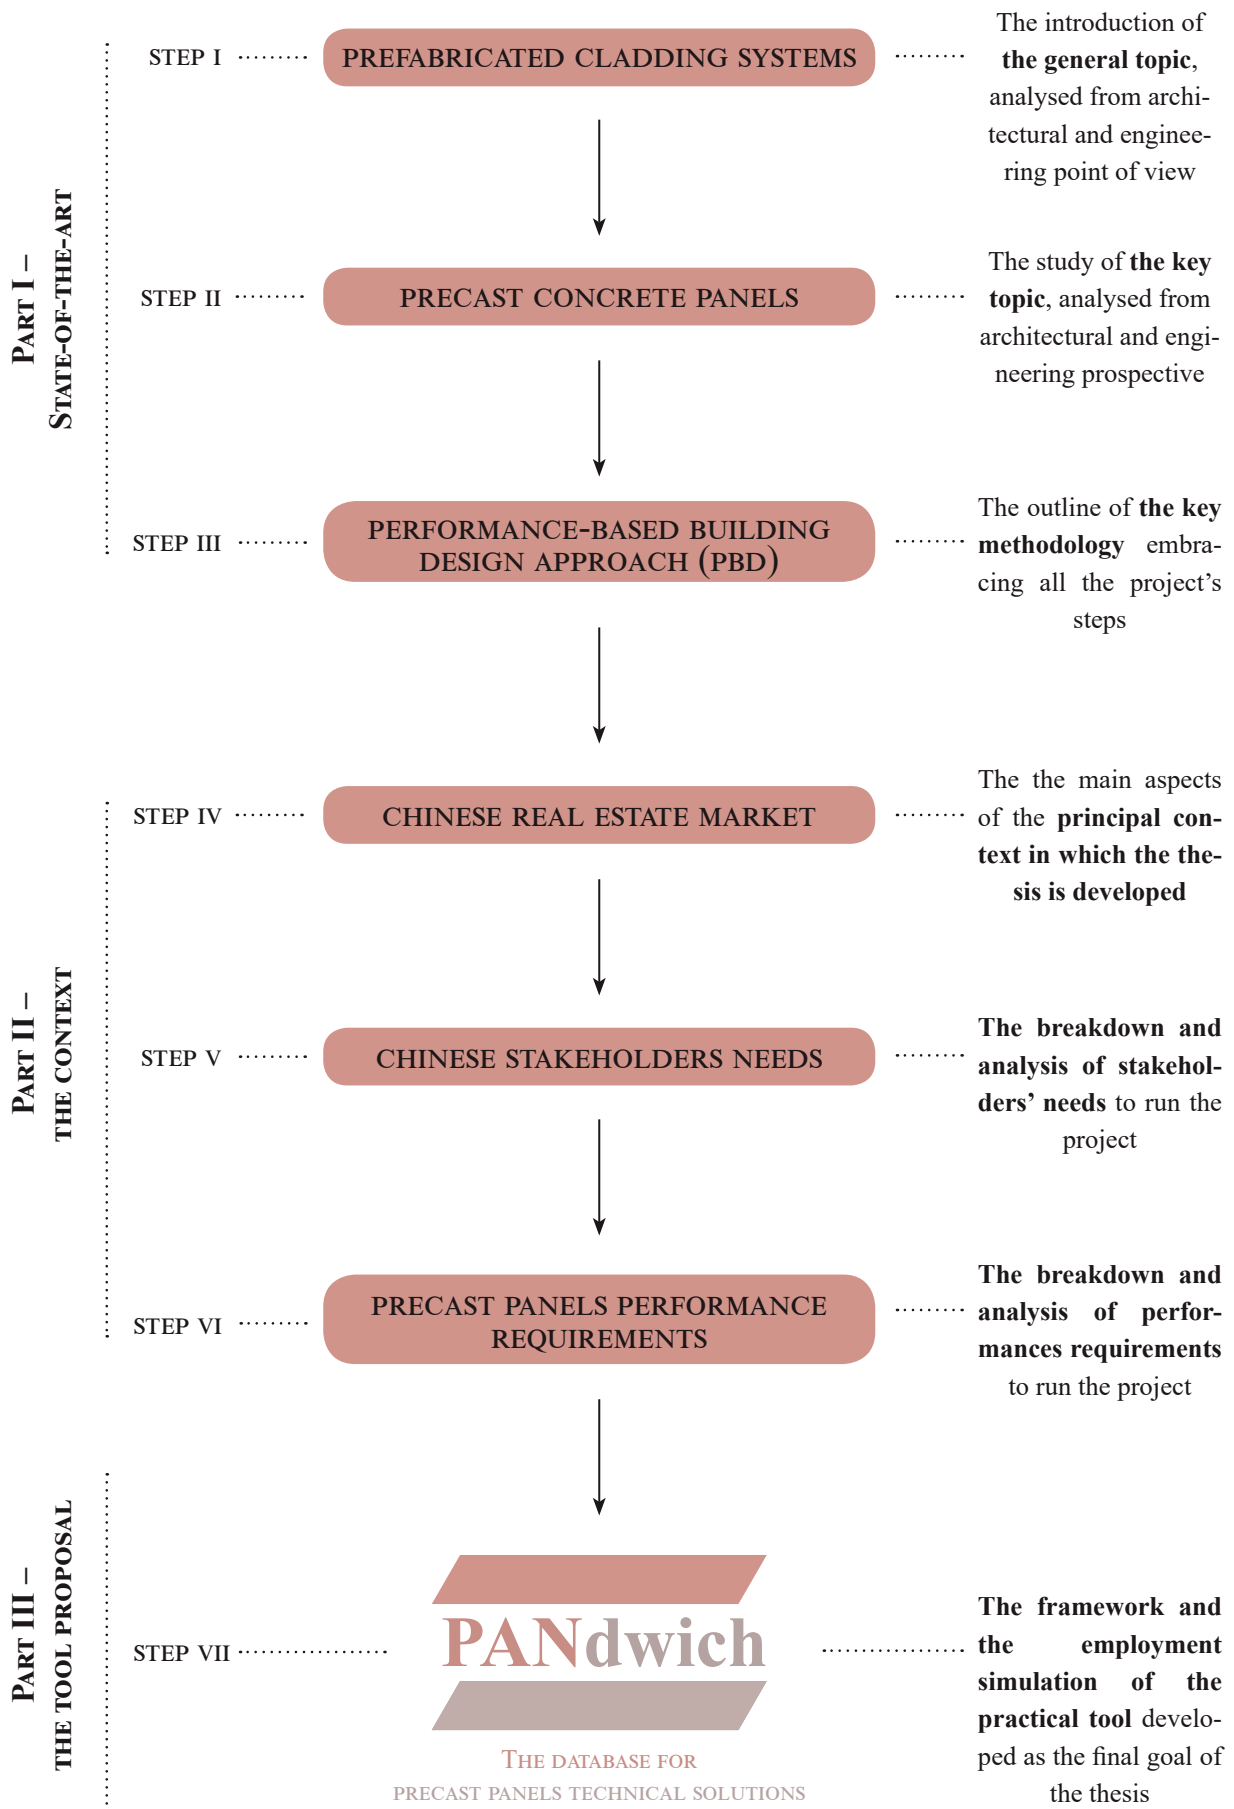 PART I –
STATE-OF-THE-ART
STEP I
PREFABRICATED CLADDING SYSTEMS
The introduction of
the general topic,
analysed from archi-
tectural and enginee-
ring point of view
STEP II
PRECAST CONCRETE PANELS
The study of the key
topic, analysed from
architectural and engi-
neering prospective
STEP III
PERFORMANCE-BASED BUILDING
DESIGN APPROACH (PBD)
The outline of the key
methodology embra-
cing all the project's
steps
PART II –
THE CONTEXT
STEP IV
CHINESE REAL ESTATE MARKET
The the main aspects
of the principal con-
text in which the the-
sis is developed
STEP V
CHINESE STAKEHOLDERS NEEDS
The breakdown and
analysis of stakehol-
ders' needs to run the
project
STEP VI
PRECAST PANELS PERFORMANCE
REQUIREMENTS
The breakdown and
analysis of perfor-
mances requirements
to run the project
PART III –
THE TOOL PROPOSAL
STEP VII
PANdwich
THE DATABASE FOR
PRECAST PANELS TECHNICAL SOLUTIONS
The framework and
the employment
simulation of the
practical tool develo-
ped as the final goal of
the thesis